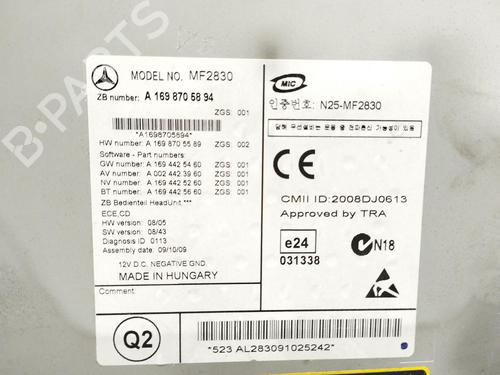 MODEL NO. MF2830
ZB number: A 169 870 58 94
ZGS: 001
*A1698705894*
ZGS: 001
HW number: A 169 870 55 89 ZGS: 002
Software - Part numbers:
GW number A 169 442 54 60 ZGS: 001
AV number A 002 442 39 60 ZGS: 001
NV number A 169 442 52 60 ZGS: 001
BT number A 169 442 56 60 ZGS: 001
ZB Bedienteil HeadUnit ***
ECE,CD
HW version: 08/05
SW version: 08/43
Diagnosis ID 0113
Assembly date: 09/10/09
12V D.C. NEGATIVE GND.
MADE IN HUNGARY
Comment:
Q2
MIC
인증번호: N25-MF2830
CE
CMII ID:2008DJ0613
Approved by TRA
e24
031338
N18
*523 AL283091025242*
B-PARTS